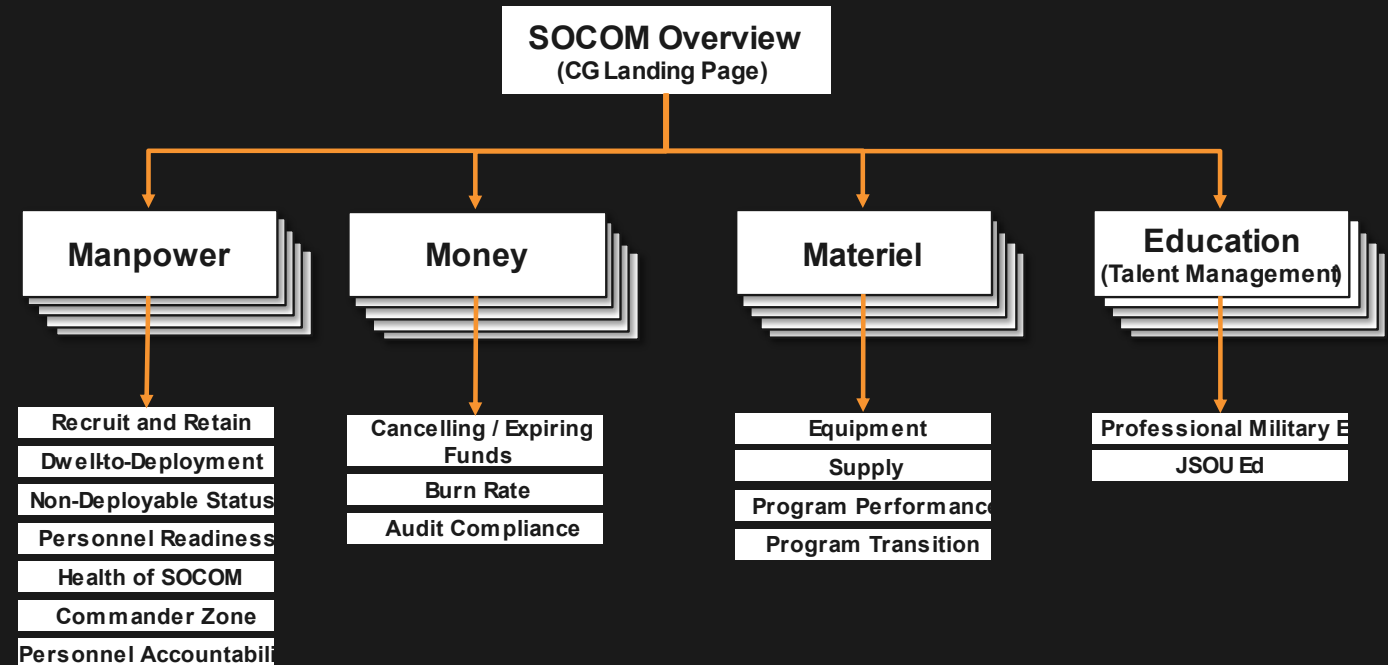 SOCOM Overview
(CG Landing Page)
Manpower
Money
Materiel
Education
(Talent Management)
Recruit and Retain
Dwell-to-Deployment
Non-Deployable Status
Personnel Readiness
Health of SOCOM
Commander Zone
Personnel Accountabili
Cancelling / Expiring
Funds
Burn Rate
Audit Compliance
Equipment
Supply
Program Performance
Program Transition
Professional Military E
JSOU Ed